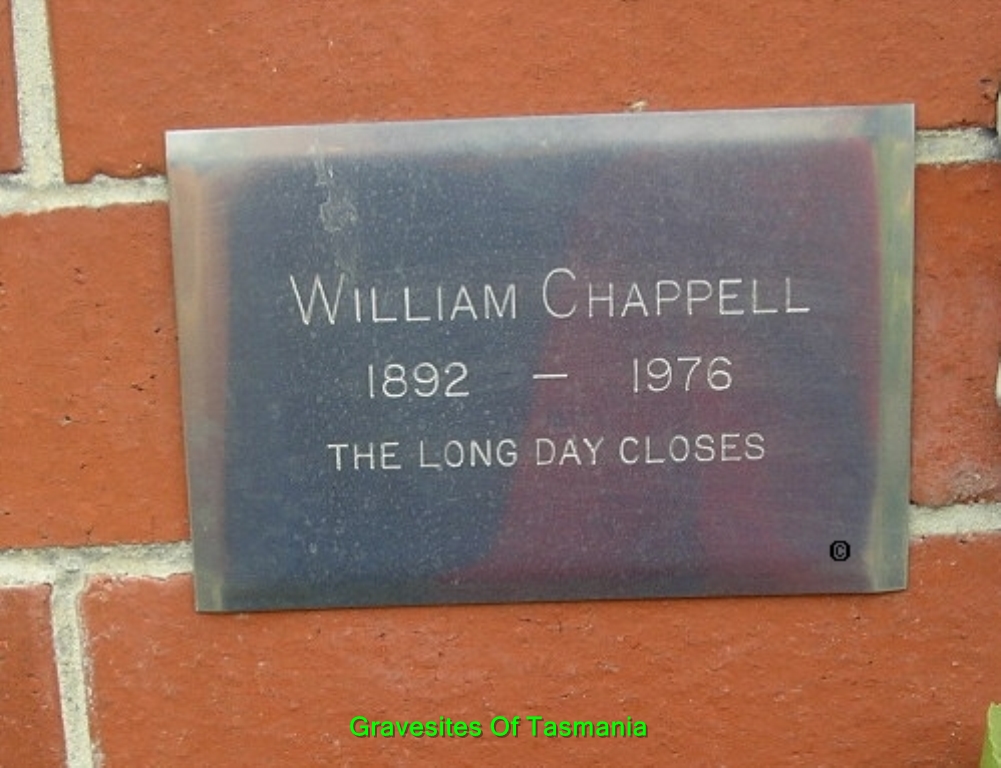 WILLIAM CHAPPELL
1892 — 1976
THE LONG DAY CLOSES
©
Gravesites Of Tasmania